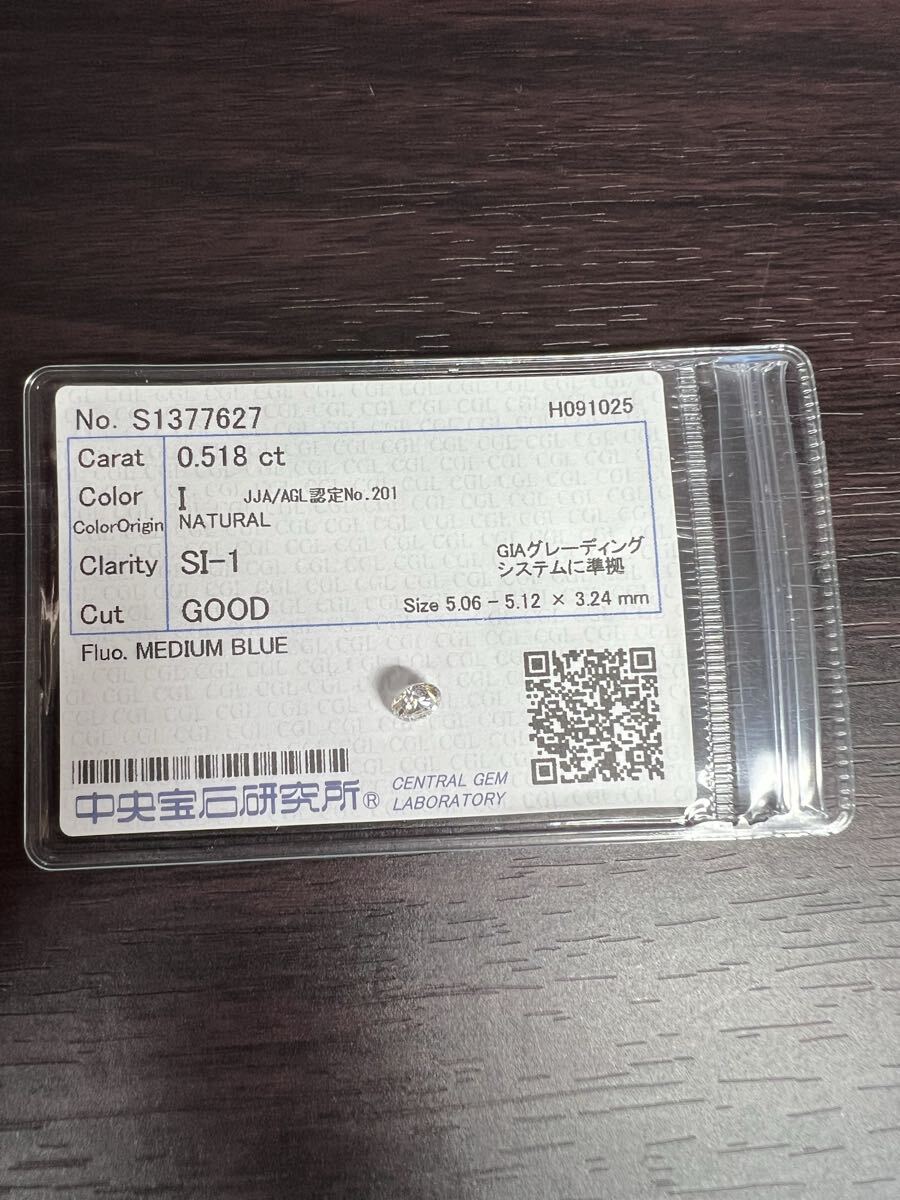 No. S1377627
H091025
Carat 0.518 ct
Color I JJA/AGL認定No.201
ColorOrigin NATURAL
Clarity SI-1
GIAグレーディング
システムに準拠
Cut GOOD Size 5.06 - 5.12 × 3.24 mm
Fluo. MEDIUM BLUE
中央宝石研究所® CENTRAL GEM
LABORATORY